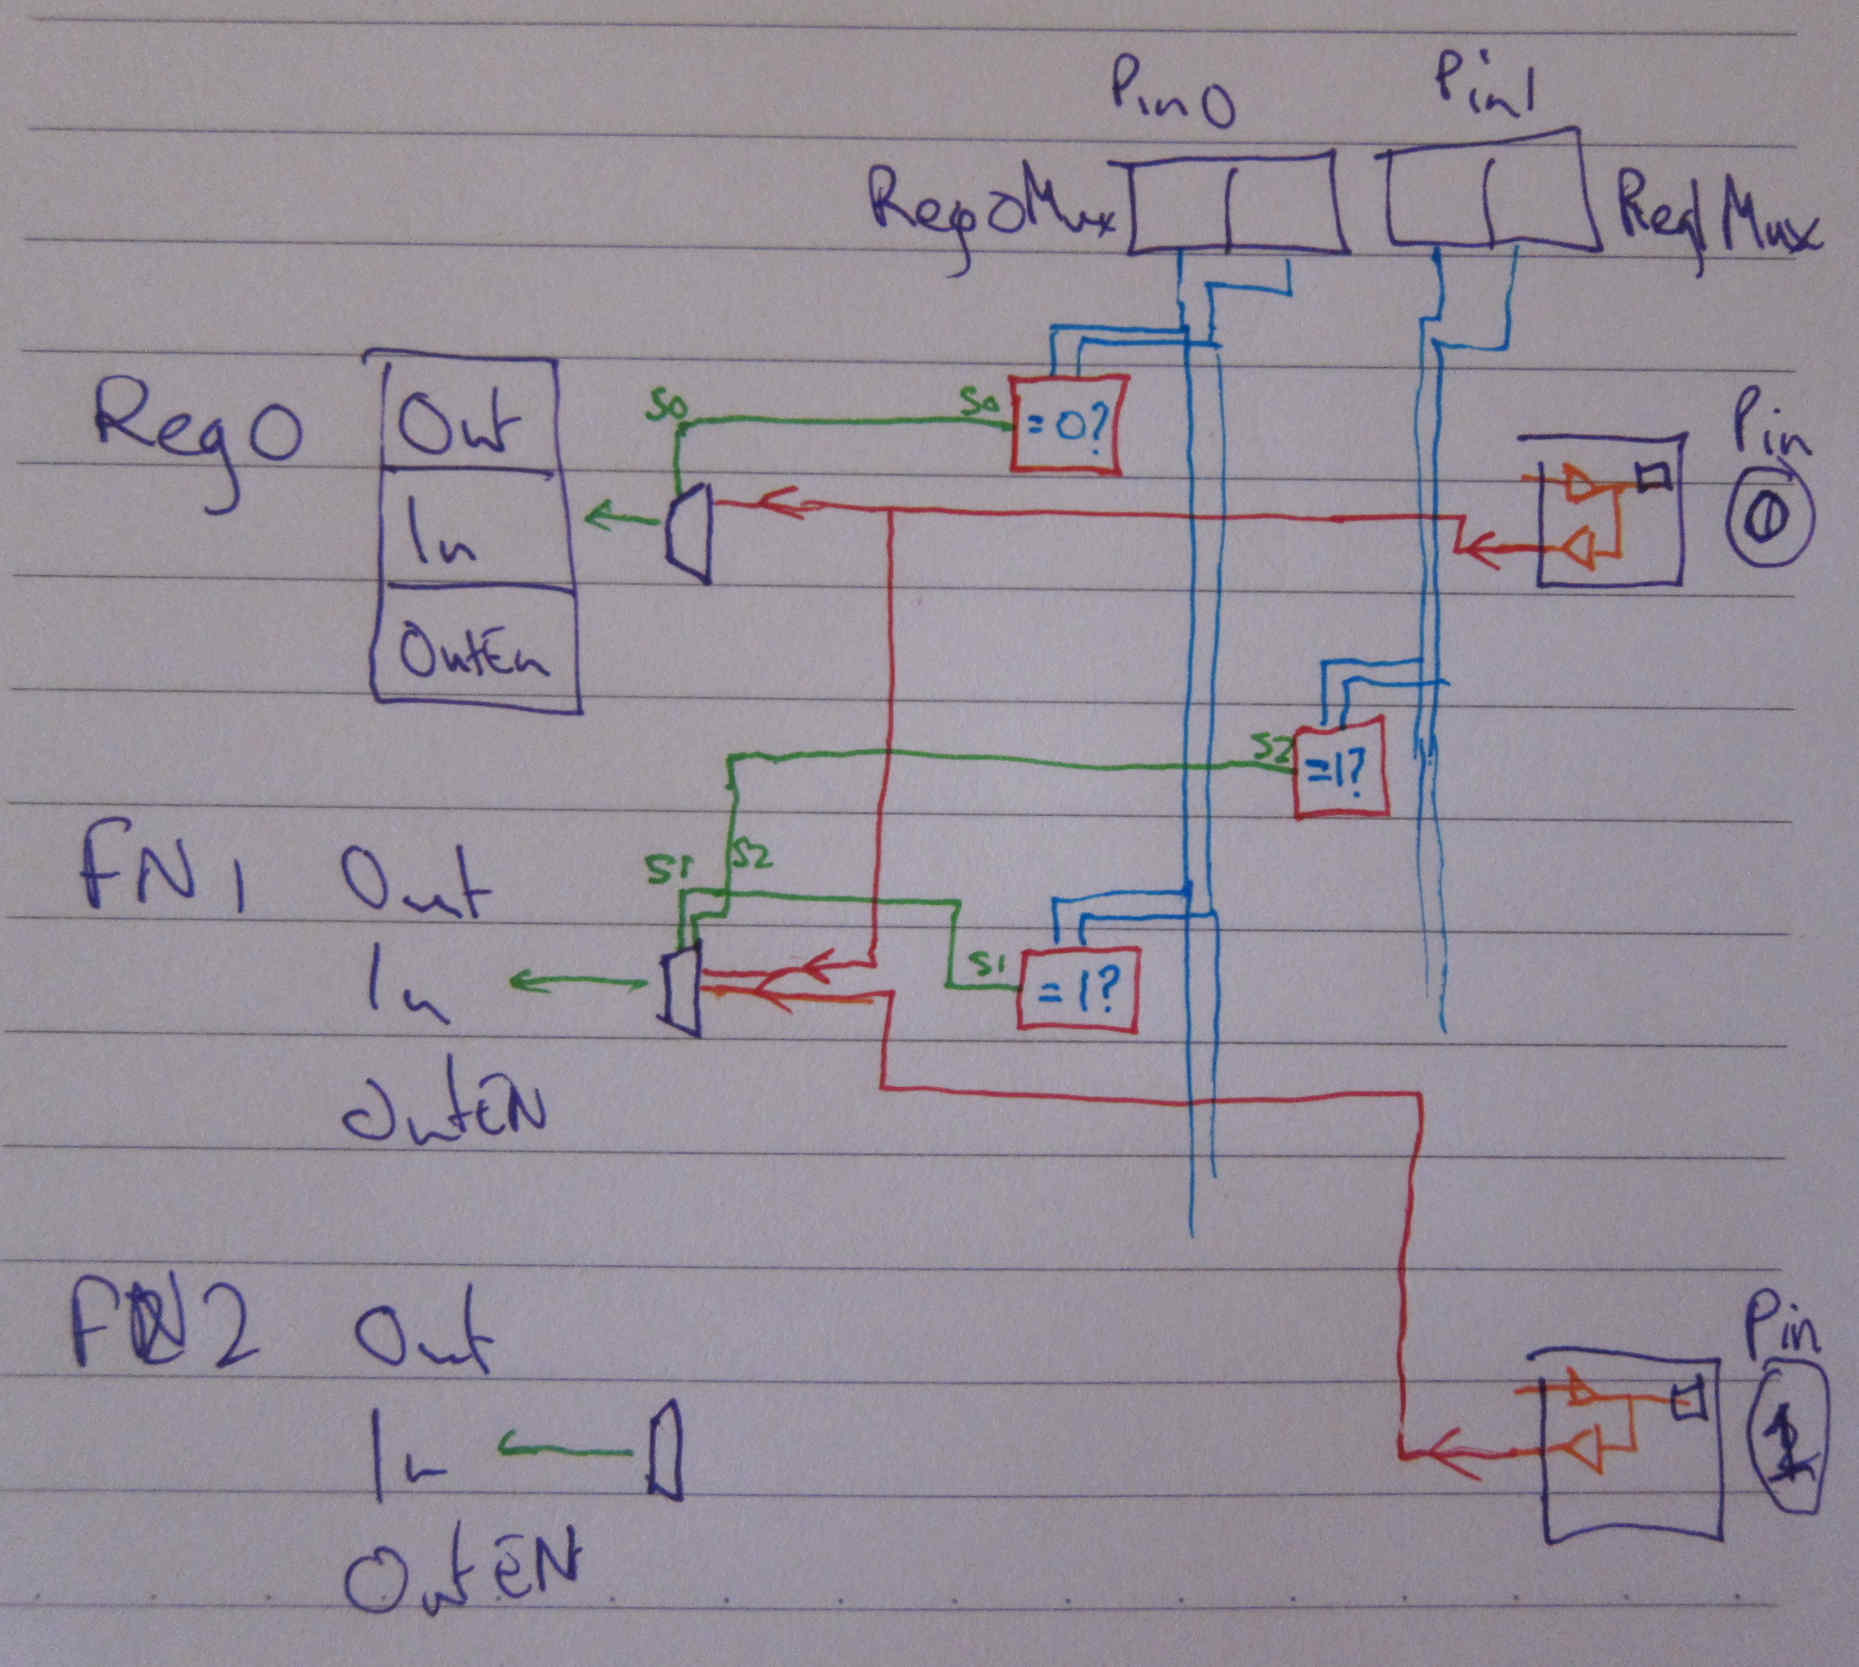 Pin0 Pin1
Reg0Mux Reg1Mux
Reg0 Out S0 S0 =0? Pin
In 0
OutEn
S2 =1?
FN1 Out S1 S2
In S1 =1?
OutEN
FN2 Out Pin
In 1
OutEN